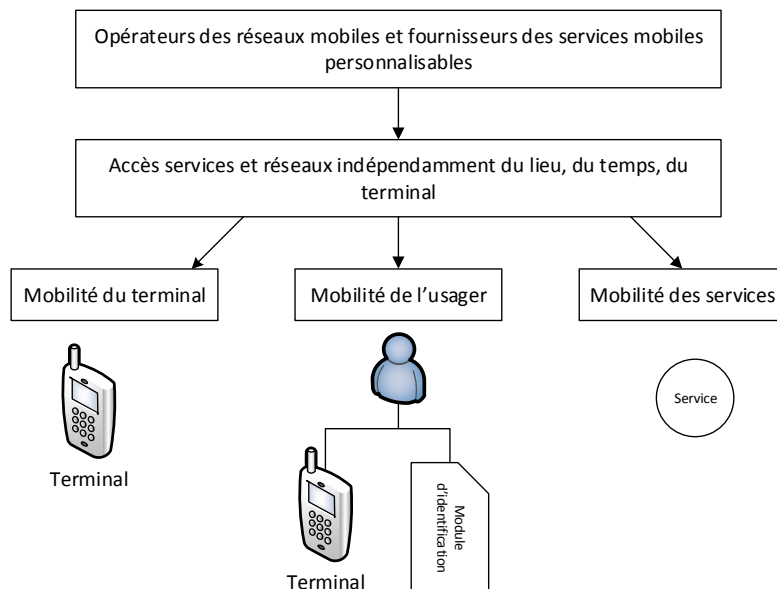 Opérateurs des réseaux mobiles et fournisseurs des services mobiles
personnalisables
Accès services et réseaux indépendamment du lieu, du temps, du
terminal
Mobilité du terminal
Mobilité de l’usager
Mobilité des services
Service
Terminal
Module
d’identification
Terminal